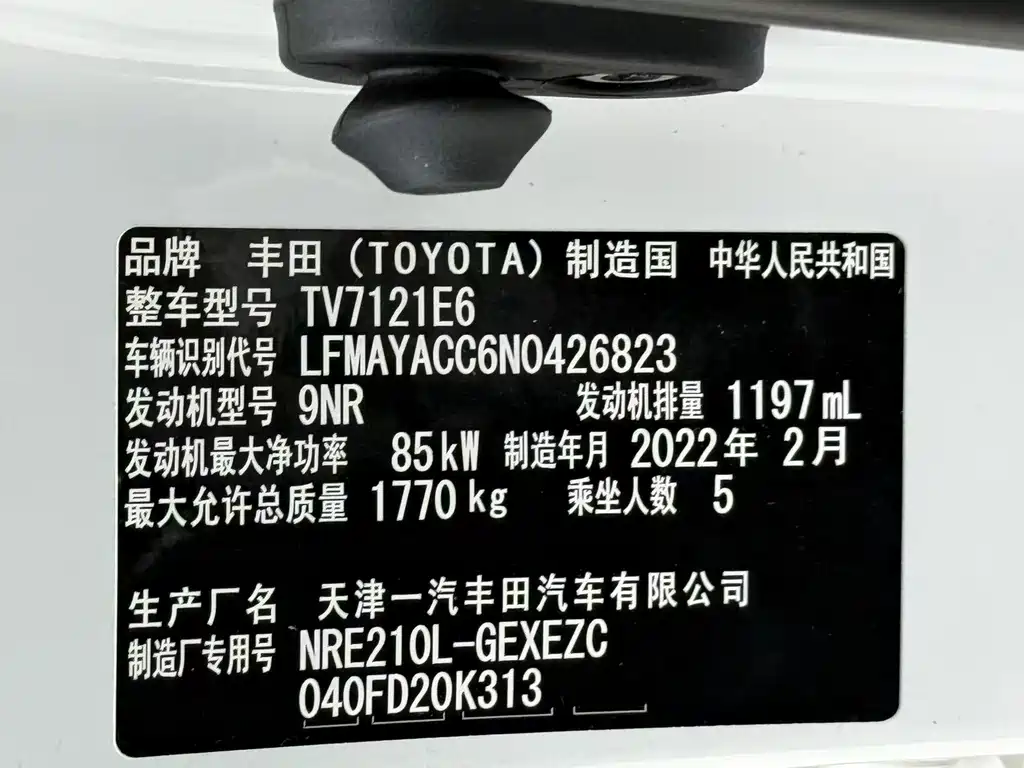 品牌 丰田（TOYOTA）制造国 中华人民共和国
整车型号 TV7121E6
车辆识别代号 LFMAYACC6N0426823
发动机型号 9NR 发动机排量 1197mL
发动机最大净功率 85kW 制造年月 2022年 2月
最大允许总质量 1770kg 乘坐人数 5
生产厂名 天津一汽丰田汽车有限公司
制造厂专用号 NRE210L-GEXEZC
040FD20K313